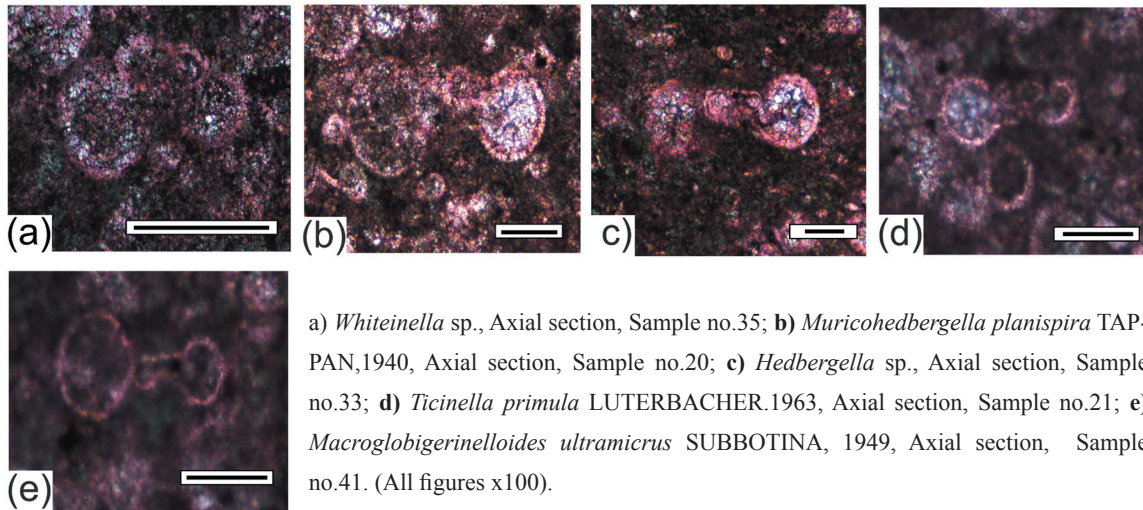 (a)
(b)
c)
(d)
(e)
a) Whiteinella sp., Axial section, Sample no.35; b) Muricohedbergella planispira TAP-
PAN,1940, Axial section, Sample no.20; c) Hedbergella sp., Axial section, Sample
no.33; d) Ticinella primula LUTERBACHER.1963, Axial section, Sample no.21; e)
Macroglobigerinelloides ultramicrus SUBBOTINA, 1949, Axial section, Sample
no.41. (All figures x100).